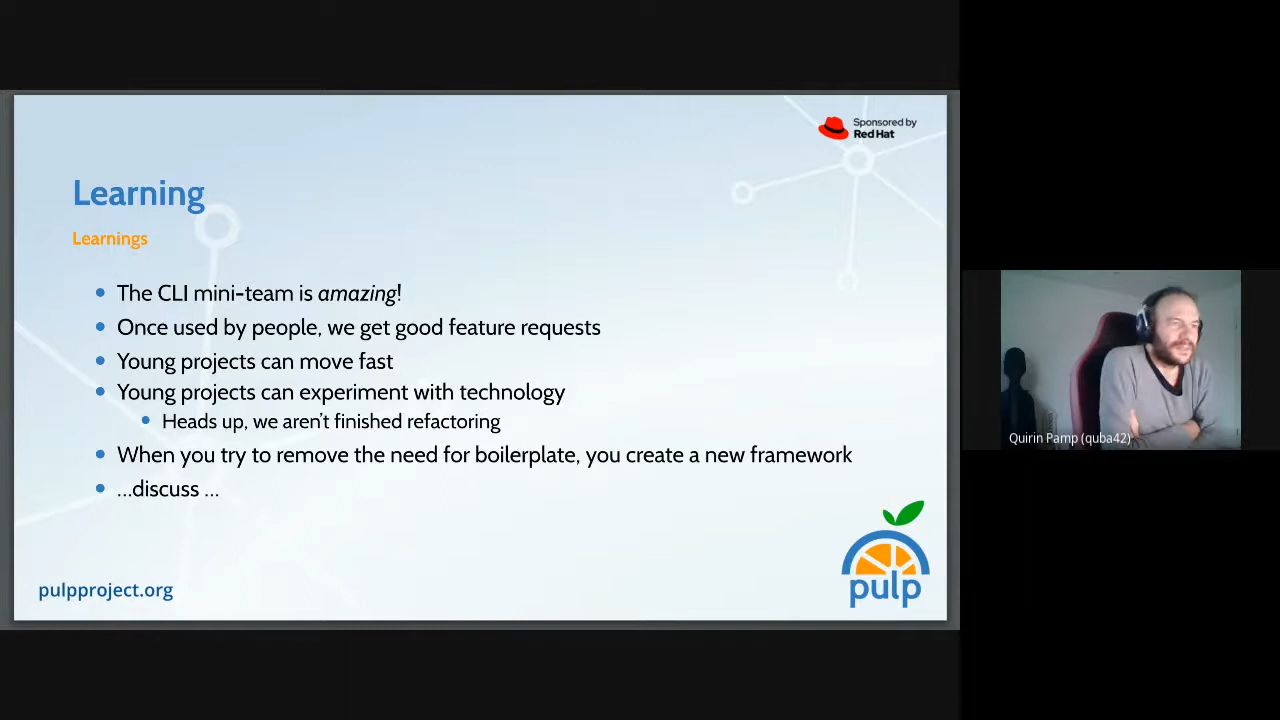 Sponsored by
Red Hat
Learning
Learnings
The CLI mini-team is amazing!
Once used by people, we get good feature requests
Young projects can move fast
Young projects can experiment with technology
Heads up, we aren't finished refactoring
When you try to remove the need for boilerplate, you create a new framework
...discuss ...
pulpproject.org
pulp
Quirin Pamp (quba42)